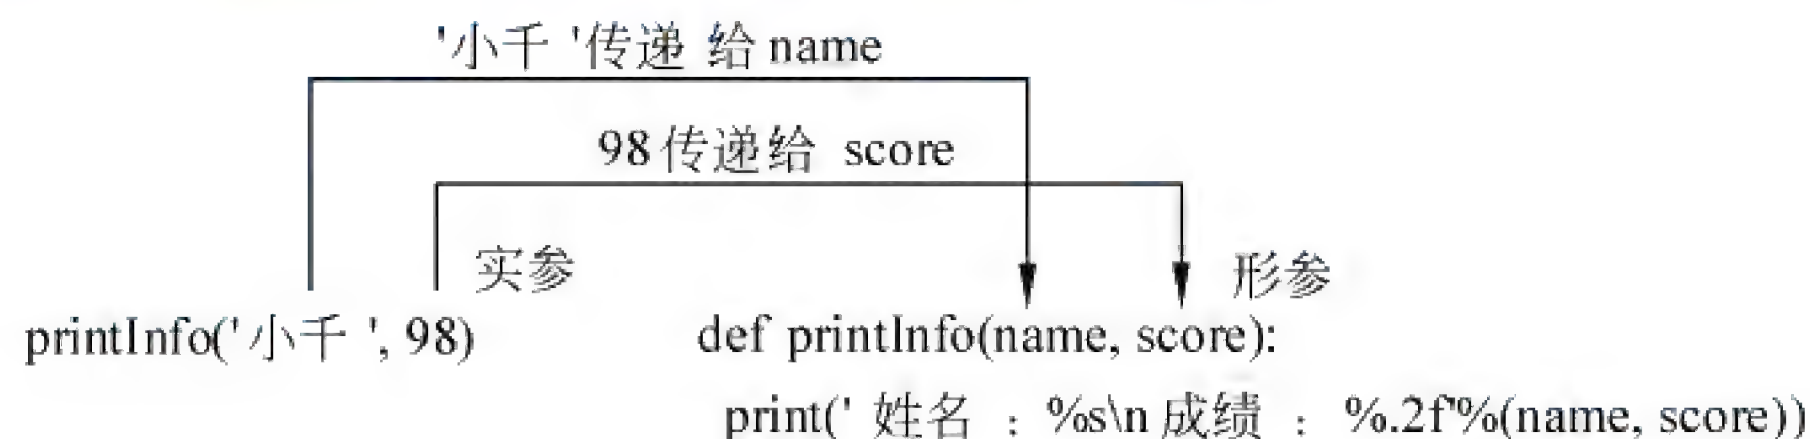 '小千 '传递 给 name
98 传递给 score
实参
形参
printInfo('小千 ', 98)
def printInfo(name, score):
print(' 姓名 ：%s\n 成绩 ：%.2f'%(name, score))